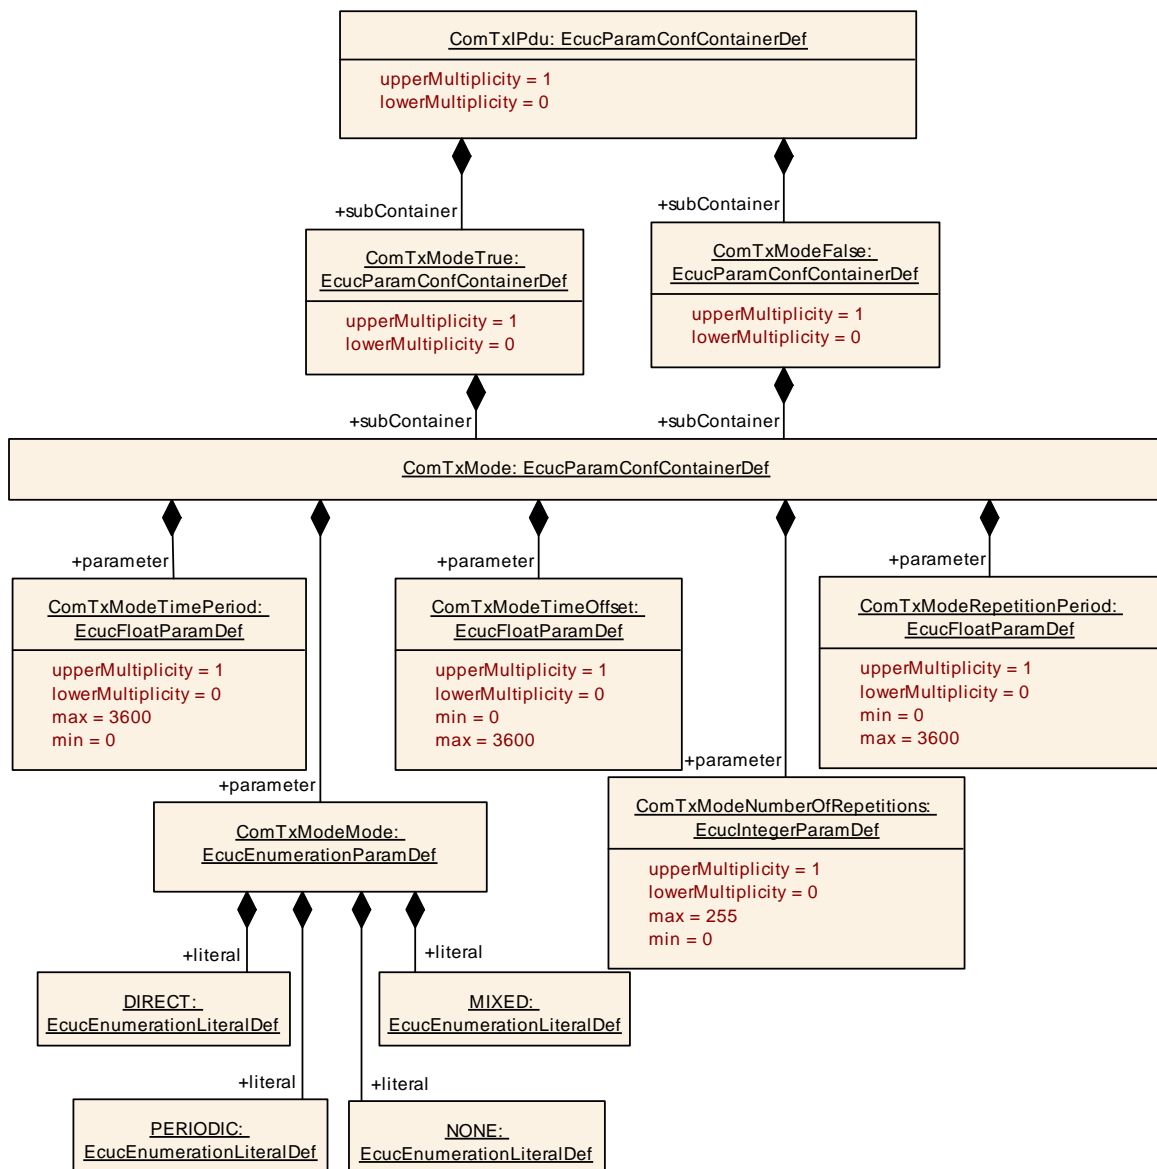 ComTxIPdu: EcucParamConfContainerDef
upperMultiplicity = 1
lowerMultiplicity = 0
+subContainer
+subContainer
ComTxModeTrue:
EcucParamConfContainerDef
upperMultiplicity = 1
lowerMultiplicity = 0
ComTxModeFalse:
EcucParamConfContainerDef
upperMultiplicity = 1
lowerMultiplicity = 0
+subContainer
+subContainer
ComTxMode: EcucParamConfContainerDef
+parameter
+parameter
+parameter
ComTxModeTimePeriod:
EcucFloatParamDef
upperMultiplicity = 1
lowerMultiplicity = 0
max = 3600
min = 0
ComTxModeTimeOffset:
EcucFloatParamDef
upperMultiplicity = 1
lowerMultiplicity = 0
min = 0
max = 3600
ComTxModeRepetitionPeriod:
EcucFloatParamDef
upperMultiplicity = 1
lowerMultiplicity = 0
min = 0
max = 3600
+parameter
+parameter
ComTxModeMode:
EcucEnumerationParamDef
ComTxModeNumberOfRepetitions:
EcucIntegerParamDef
upperMultiplicity = 1
lowerMultiplicity = 0
max = 255
min = 0
+literal
+literal
DIRECT:
EcucEnumerationLiteralDef
MIXED:
EcucEnumerationLiteralDef
+literal
+literal
PERIODIC:
EcucEnumerationLiteralDef
NONE:
EcucEnumerationLiteralDef